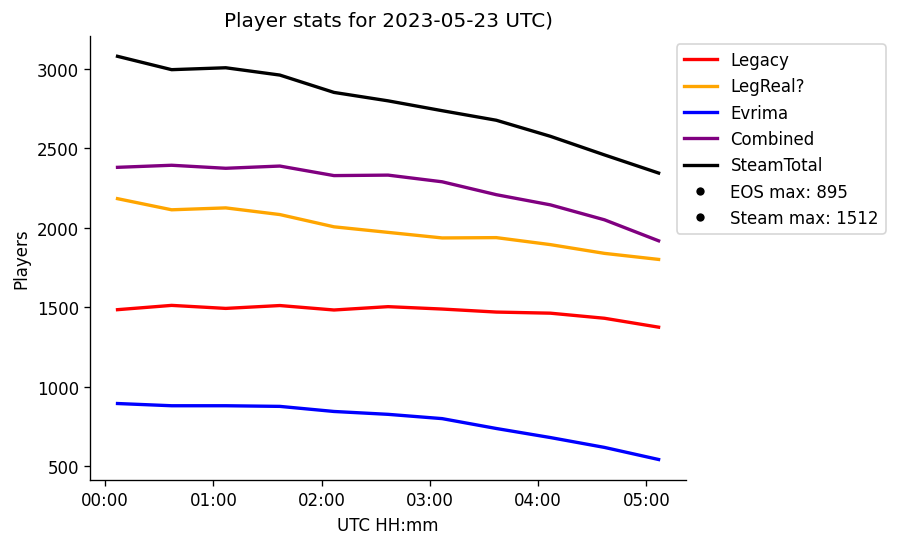 Player stats for 2023-05-23 UTC)
Legacy
LegReal?
Evrima
Combined
SteamTotal
EOS max: 895
Steam max: 1512
Players
3000
2500
2000
1500
1000
500
00:00 01:00 02:00 03:00 04:00 05:00
UTC HH:mm